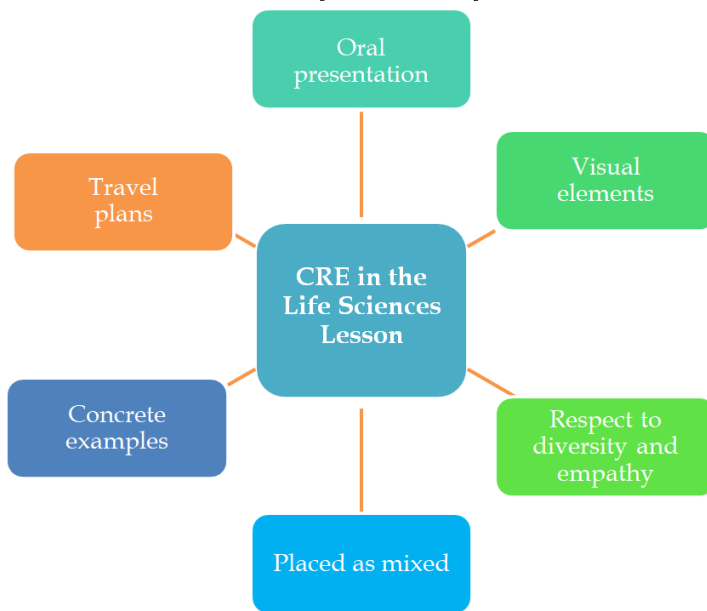 Oral
presentation
Visual
elements
Travel
plans
CRE in the
Life Sciences
Lesson
Concrete
examples
Respect to
diversity and
empathy
Placed as mixed